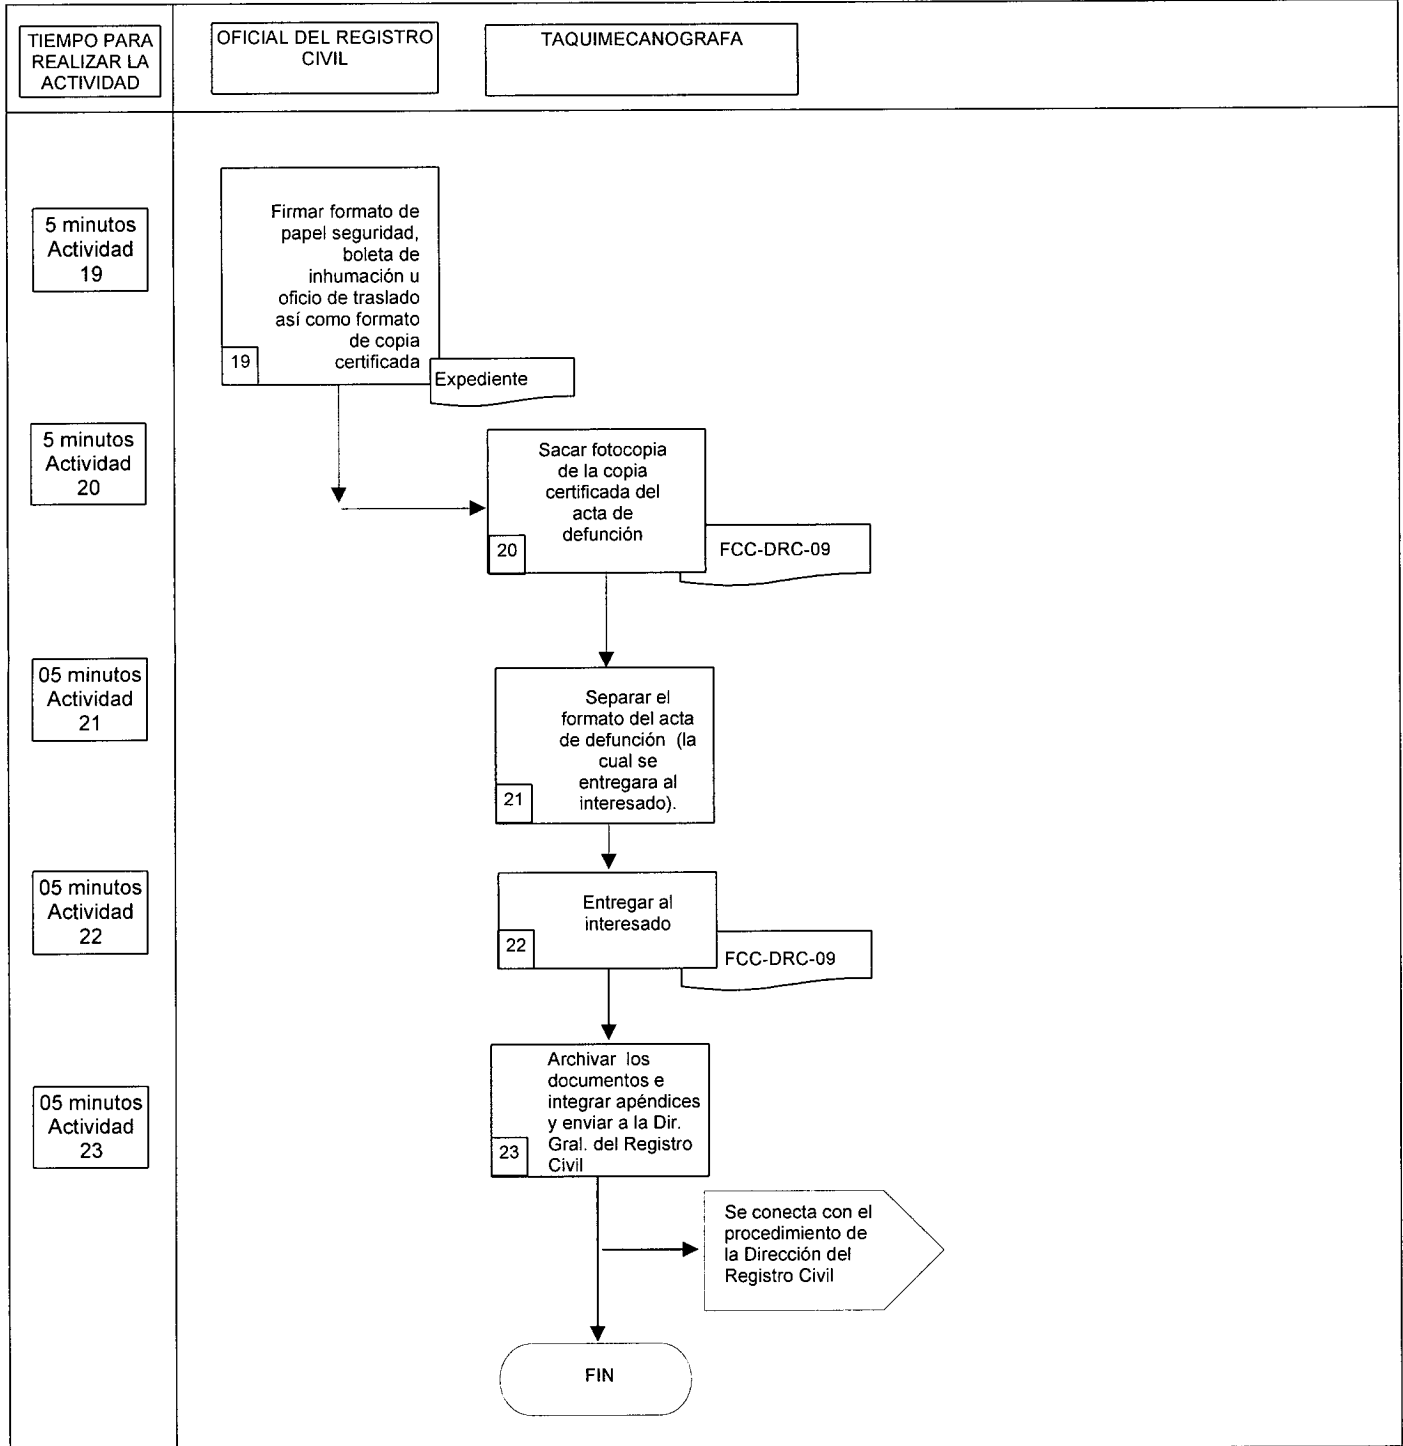 TIEMPO PARA
REALIZAR LA
ACTIVIDAD
OFICIAL DEL REGISTRO
CIVIL
TAQUIMECANOGRAFA
5 minutos
Actividad
19
Firmar formato de
papel seguridad,
boleta de
inhumación u
oficio de traslado
así como formato
de copia
certificada
19
Expediente
5 minutos
Actividad
20
Sacar fotocopia
de la copia
certificada del
acta de
defunción
20
FCC-DRC-09
05 minutos
Actividad
21
Separar el
formato del acta
de defunción (la
cual se
entregara al
interesado).
21
05 minutos
Actividad
22
Entregar al
interesado
22
FCC-DRC-09
05 minutos
Actividad
23
Archivar los
documentos e
integrar apéndices
y enviar a la Dir.
Gral. del Registro
Civil
23
Se conecta con el
procedimiento de
la Dirección del
Registro Civil
FIN